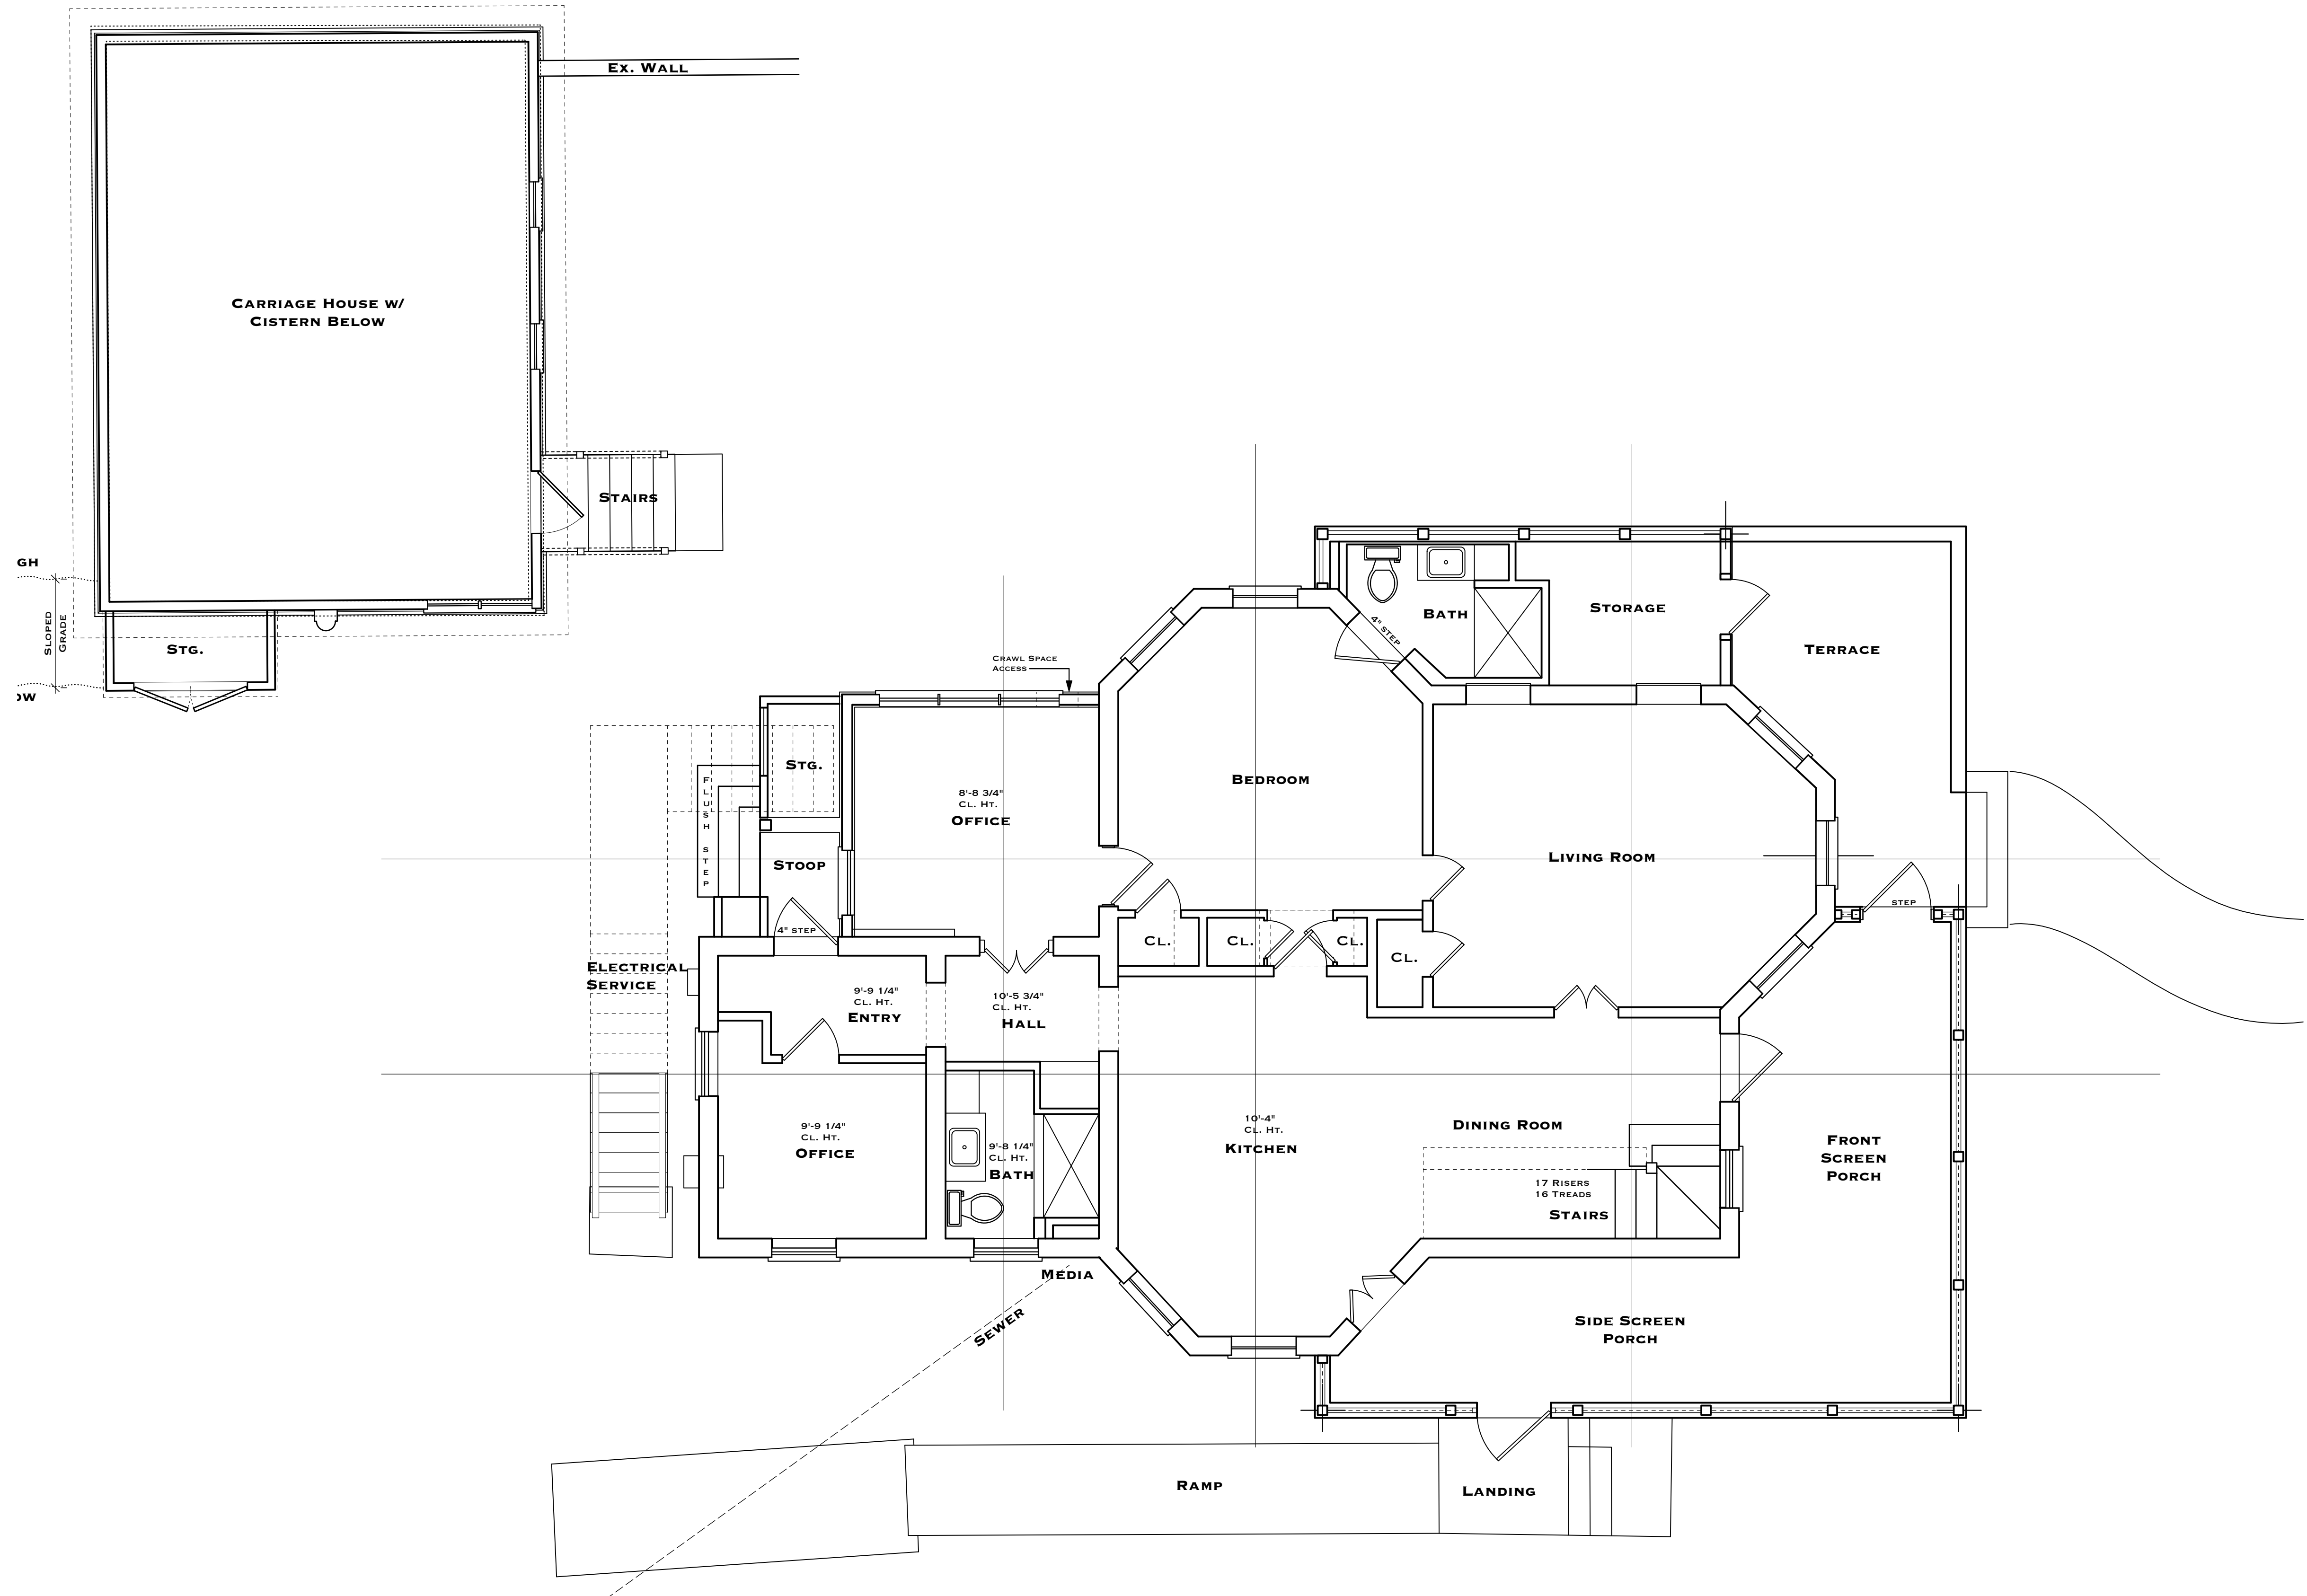 Ex. Wall
Carriage House w/
Cistern Below
Stairs
GH
Sloped
Grade
Stg.
OW
4" Step
Bath
Storage
Terrace
Crawl Space
Access
Stg.
Flush Step
Bedroom
8'-8 3/4"
Cl. Ht.
Office
Stoop
Living Room
4" Step
Step
Cl.
Cl.
Cl.
Cl.
Electrical
Service
9'-9 1/4"
Cl. Ht.
Entry
10'-5 3/4"
Cl. Ht.
Hall
9'-9 1/4"
Cl. Ht.
Office
9'-8 1/4"
Cl. Ht.
Bath
10'-4"
Cl. Ht.
Kitchen
Dining Room
17 Risers
16 Treads
Stairs
Front
Screen
Porch
Media
Sewer
Side Screen
Porch
Ramp
Landing